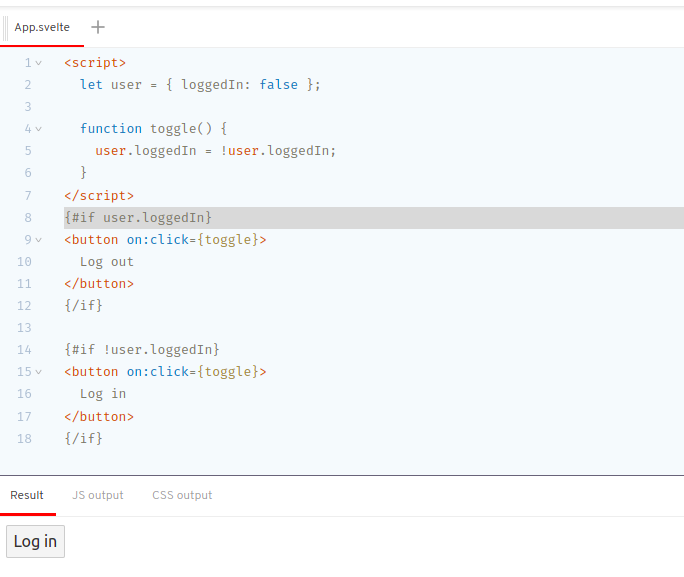 App.svelte +
1 <script>
2 let user = { loggedIn: false };
3
4 function toggle() {
5 user.loggedIn = !user.loggedIn;
6 }
7 </script>
8 {#if user.loggedIn}
9 <button on:click={toggle}>
10 Log out
11 </button>
12 {/if}
13
14 {#if !user.loggedIn}
15 <button on:click={toggle}>
16 Log in
17 </button>
18 {/if}
Result JS output CSS output
Log in